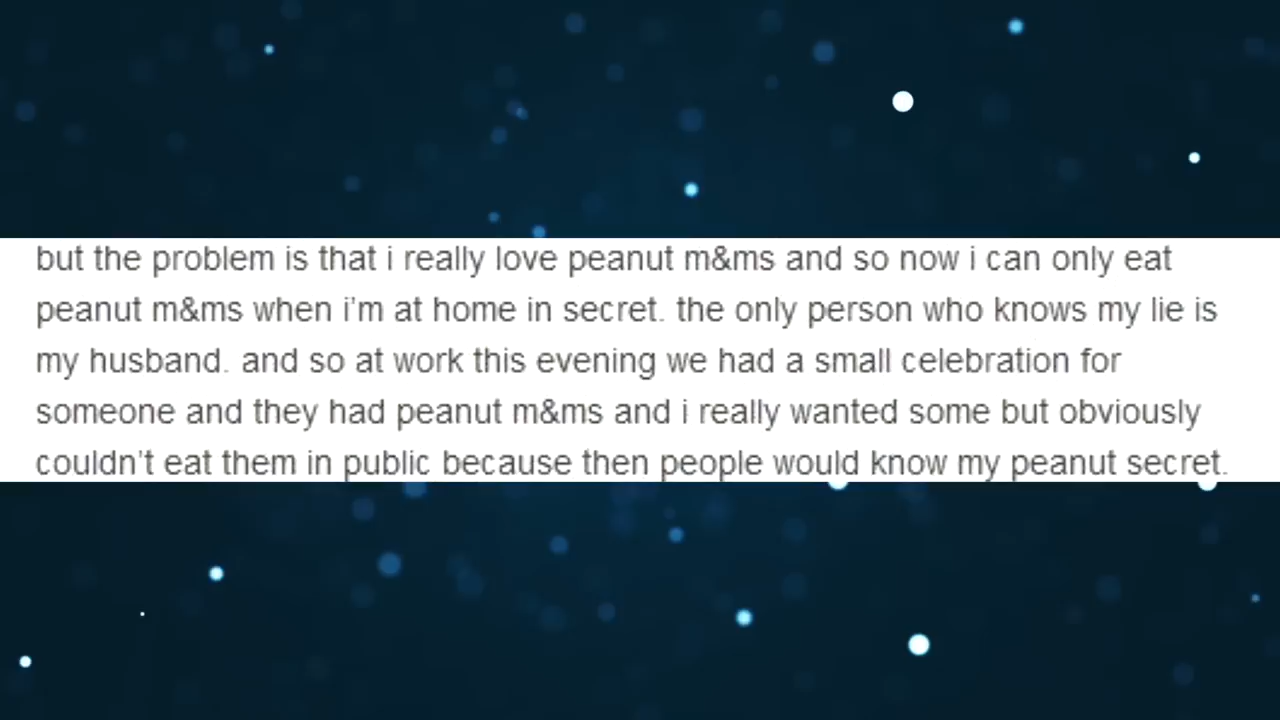 but the problem is that i really love peanut m&ms and so now i can only eat
peanut m&ms when i'm at home in secret. the only person who knows my lie is
my husband. and so at work this evening we had a small celebration for
someone and they had peanut m&ms and i really wanted some but obviously
couldn't eat them in public because then people would know my peanut secret.